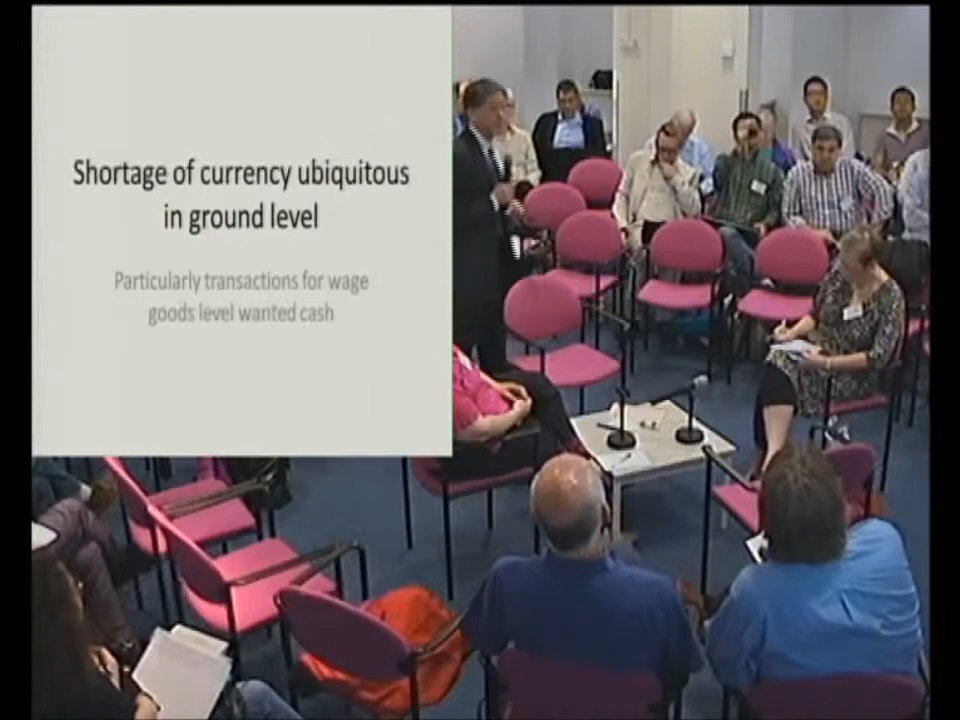 Shortage of currency ubiquitous
in ground level
Particularly transactions for wage
goods level wanted cash